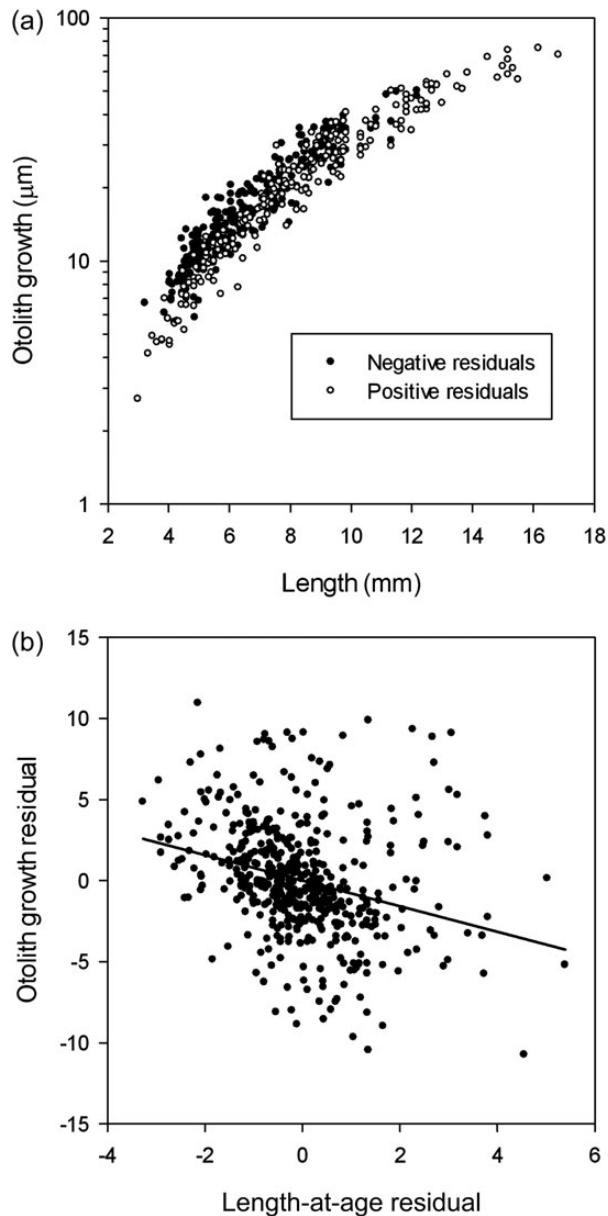 (a)
100
10
1
Otolith growth (μm)
Negative residuals
Positive residuals
2 4 6 8 10 12 14 16 18
Length (mm)
(b)
15
10
5
0
-5
-10
-15
Otolith growth residual
-4 -2 0 2 4 6
Length-at-age residual